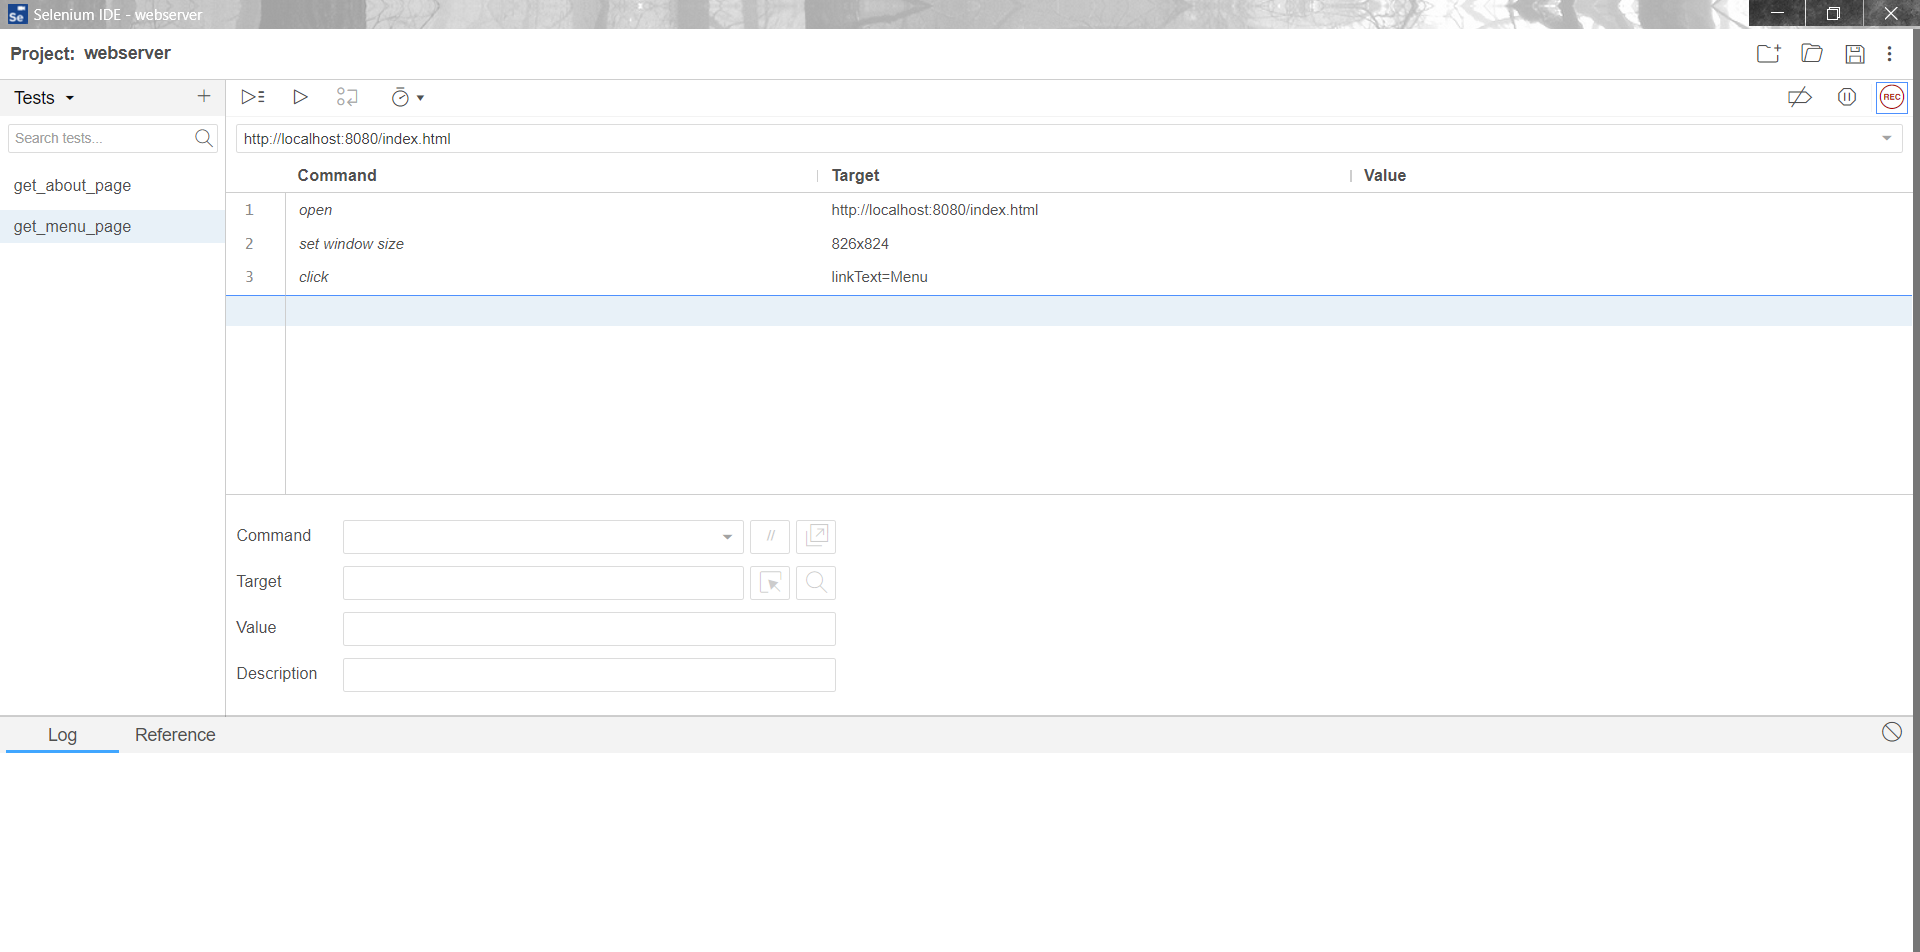 Se Selenium IDE - webserver
Project: webserver
Tests
Search tests...
get_about_page
get_menu_page
REC
http://localhost:8080/index.html
Command Target Value
1 open http://localhost:8080/index.html
2 set window size 826x824
3 click linkText=Menu
Command //
Target
Value
Description
Log Reference